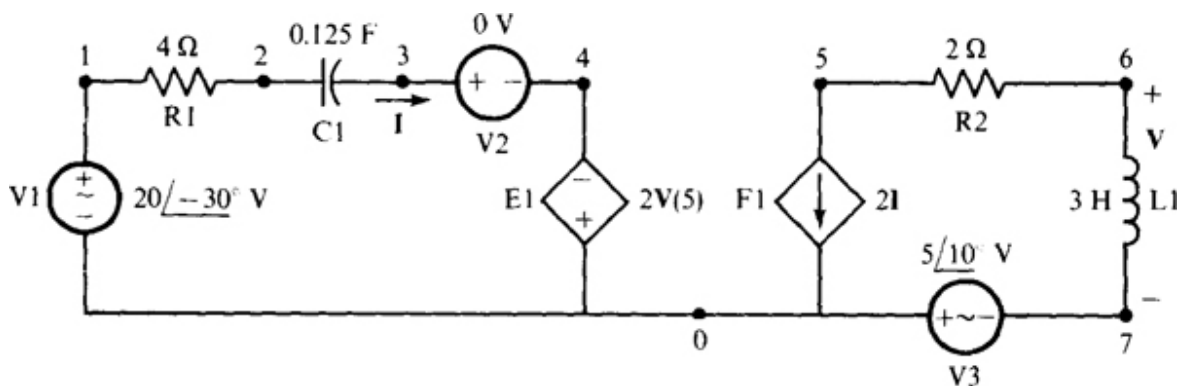 0.125 F
0 V
1
4 Ω
2
3
4
5
2 Ω
6
R1
C1
I
V2
R2
+
V
−
V1
20/−30° V
E1
2V(5)
F1
2I
3 H
L1
5/10° V
0
7
V3